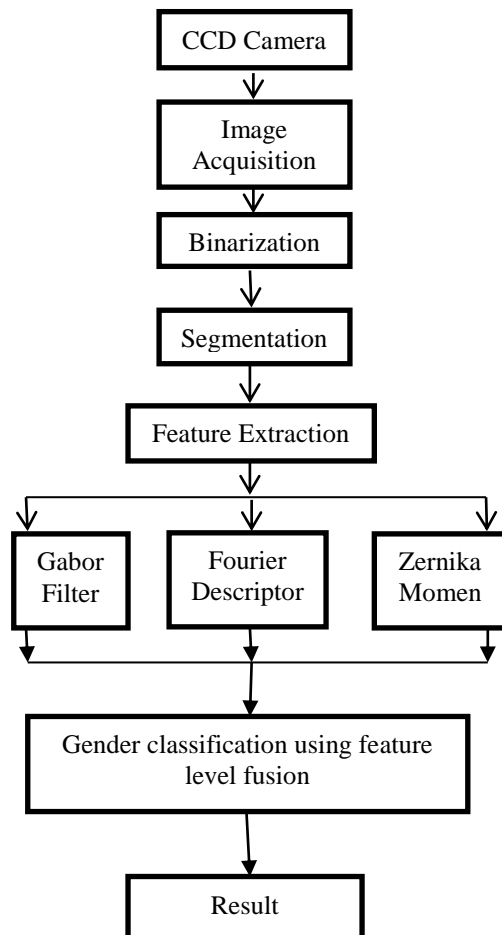 CCD Camera
Image
Acquisition
Binarization
Segmentation
Feature Extraction
Gabor
Filter
Fourier
Descriptor
Zernika
Momen
Gender classification using feature
level fusion
Result